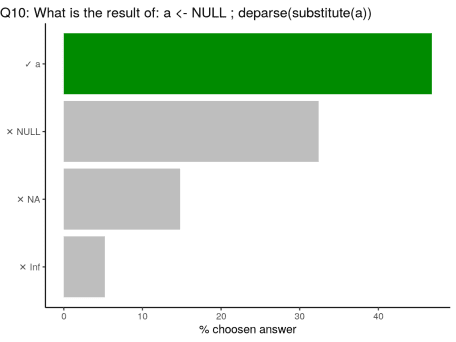 Q10: What is the result of: a <- NULL ; deparse(substitute(a))
✓ a
✕ NULL
✕ NA
✕ Inf
0 10 20 30 40
% choosen answer